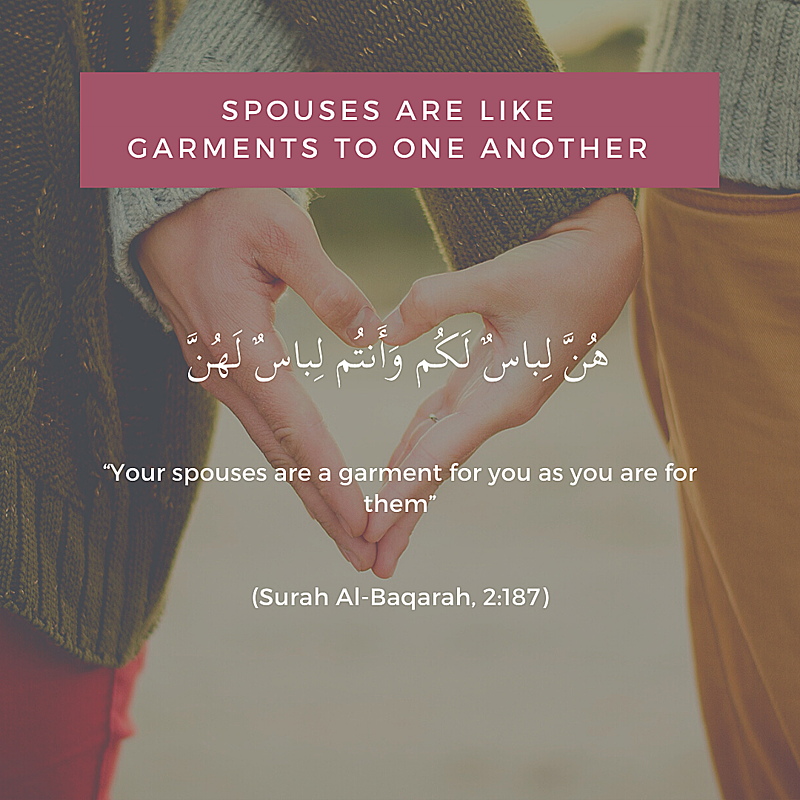 SPOUSES ARE LIKE
GARMENTS TO ONE ANOTHER
هُنَّ لِباسٌ لَكُم وَأَنتُم لِباسٌ لَهُنَّ
“Your spouses are a garment for you as you are for
them”
(Surah Al-Baqarah, 2:187)